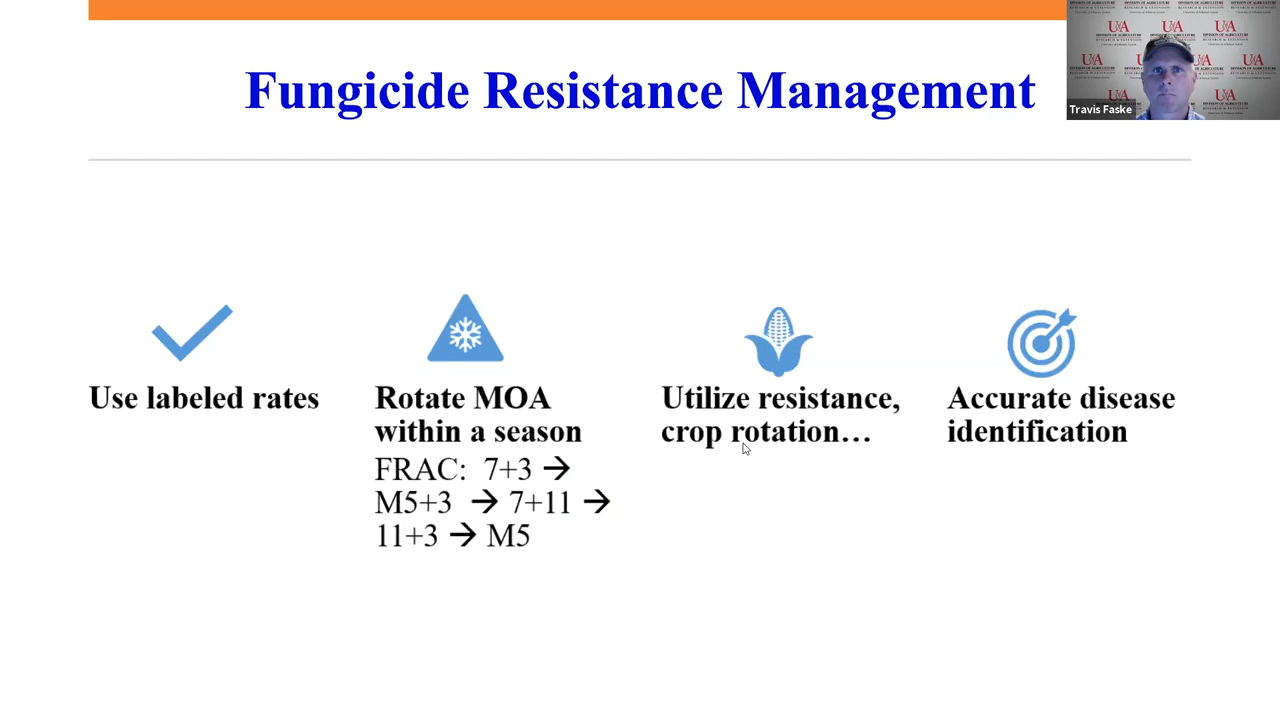 Fungicide Resistance Management
Travis Faske
Use labeled rates
Rotate MOA
within a season
FRAC:  7+3 →
M5+3  → 7+11 →
11+3 → M5
Utilize resistance,
crop rotation…
Accurate disease
identification